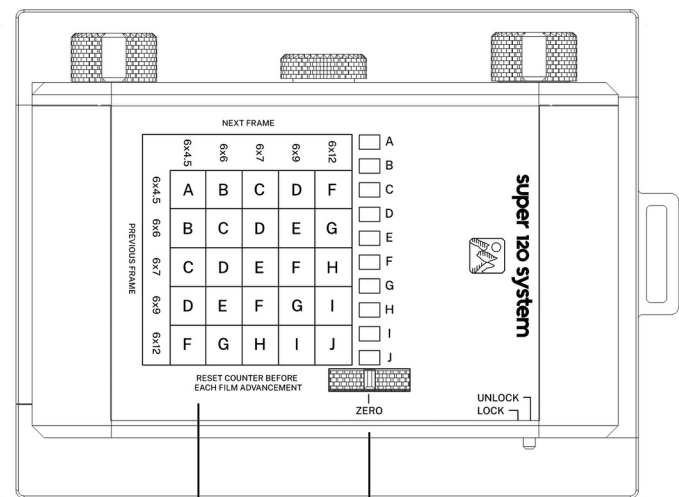 NEXT FRAME
6x4.5 6x6 6x7 6x9 6x12
PREVIOUS FRAME
6x4.5 A B C D F
6x6 B C D E G
6x7 C D E F H
6x9 D E F G I
6x12 F G H I J
A
B
C
D
E
F
G
H
I
J
RESET COUNTER BEFORE
EACH FILM ADVANCEMENT
ZERO
super 120 system
UNLOCK
LOCK